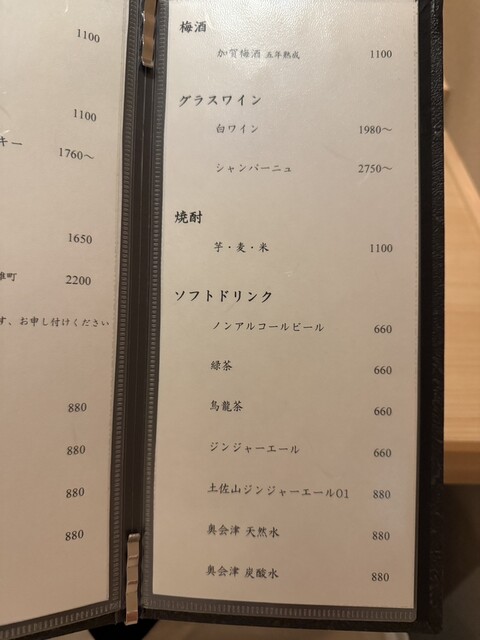 1100
1100
キー 1760～
1650
町 2200
す、お申し付けください
880
880
880
880
梅酒
加賀梅酒 五年熟成 1100
グラスワイン
白ワイン 1980～
シャンパーニュ 2750～
焼酎
芋・麦・米 1100
ソフトドリンク
ノンアルコールビール 660
緑茶 660
烏龍茶 660
ジンジャーエール 660
土佐山ジンジャーエール01 880
奥会津 天然水 880
奥会津 炭酸水 880